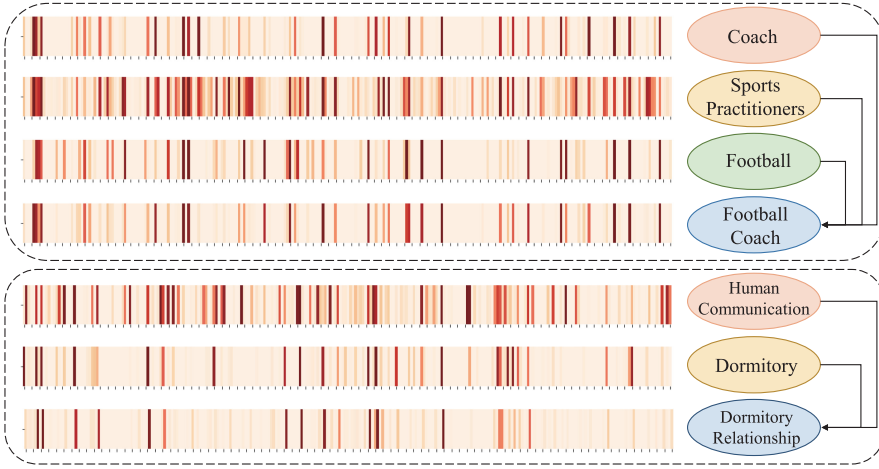 Coach
Sports
Practitioners
Football
Football
Coach
Human
Communication
Dormitory
Dormitory
Relationship